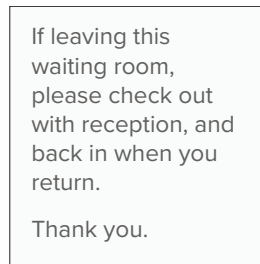 If leaving this
waiting room,
please check out
with reception, and
back in when you
return.
Thank you.